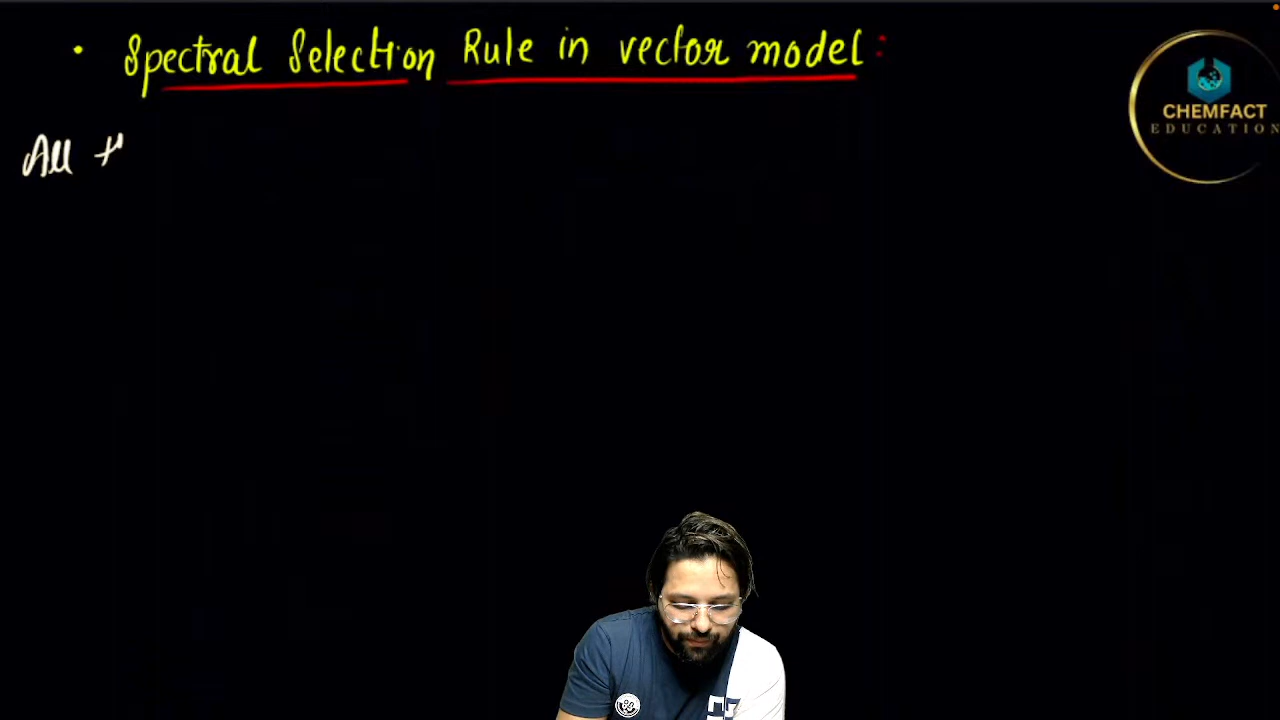 • Spectral Selection Rule in vector model :
All
CHEMFACT
EDUCATION